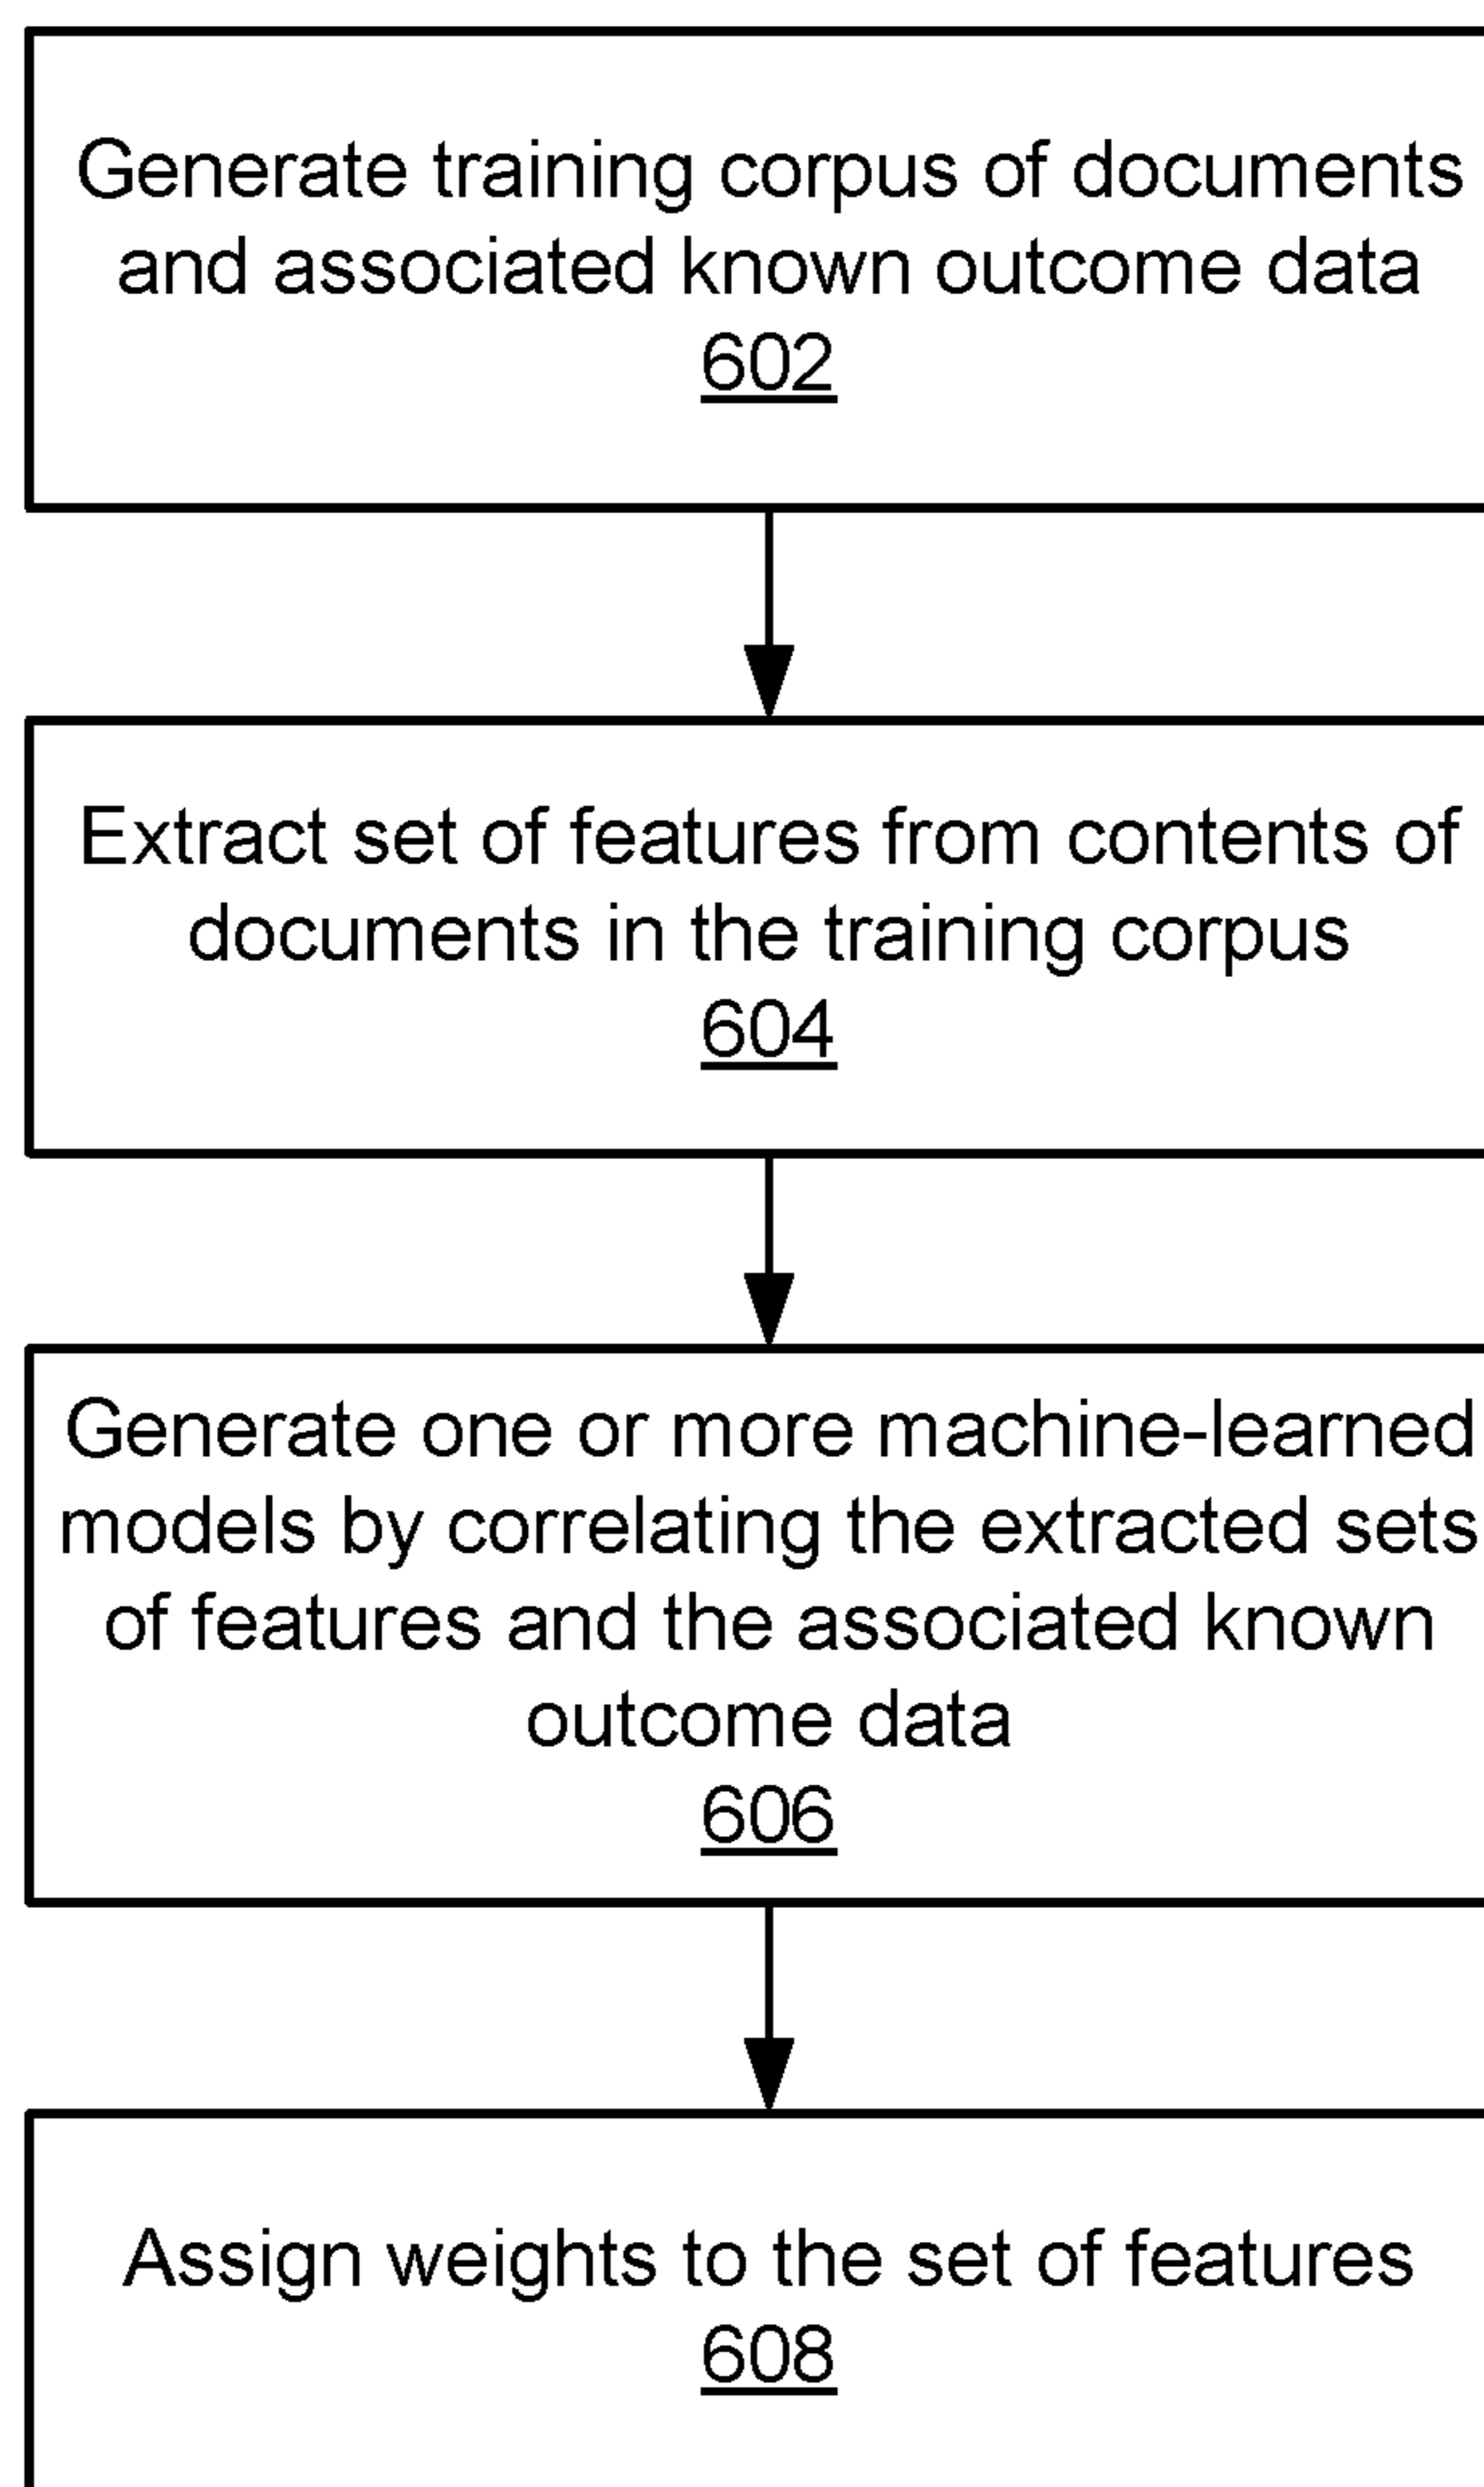 Generate training corpus of documents
and associated known outcome data
602
Extract set of features from contents of
documents in the training corpus
604
Generate one or more machine-learned
models by correlating the extracted sets
of features and the associated known
outcome data
606
Assign weights to the set of features
608